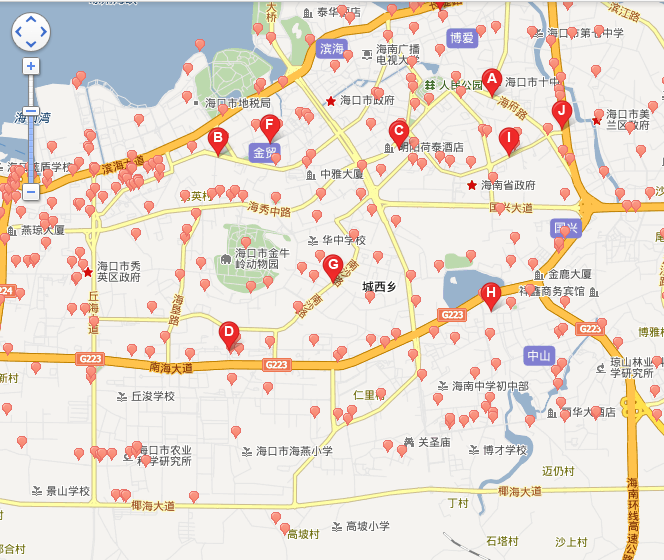 大桥
泰华
酒店
滨海
海南广播
电视大学
博爱
海口市第七中学
滨江路
人民公园
A
海口市十中
海府路
海口市地税局
海口市政府
J
海口市美
兰区政府
海口湾
B
F
金贸
C
明阳荷泰酒店
I
滨海大道
中雅大厦
海南省政府
海秀中路
国兴大道
国兴
燕琼大厦
华中学校
海口市金牛
岭动物园
G
南沙路
南沙路
城西乡
海口市秀
英区政府
金鹿大厦
祥鑫商务宾馆
H
224
丘海大道
海垦路
D
G223
G223
G223
G223
南海大道
中山
琼山林业科
学研究所
博雅
新村
海南中学初中部
丘浚学校
仁里
华大酒店
关圣庙
博才学校
海口市农业
科学研究所
海口市海燕小学
迈仍村
景山学校
椰海大道
椰海大道
丁村
高坡村
高坡小学
石塔村
沙上村
海南环线高速公路